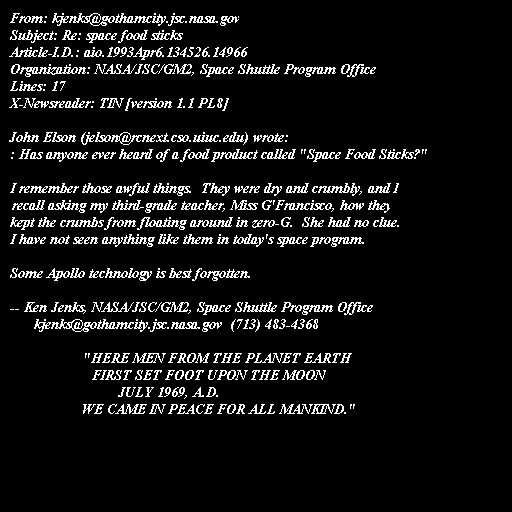 From: kjenks@gothamcity.jsc.nasa.gov
Subject: Re: space food sticks
Article-I.D.: aio.1993Apr6.134526.14966
Organization: NASA/JSC/GM2, Space Shuttle Program Office
Lines: 17
X-Newsreader: TIN [version 1.1 PL8]

John Elson (jelson@rcnext.cso.uiuc.edu) wrote:
: Has anyone ever heard of a food product called "Space Food Sticks?"

I remember those awful things.  They were dry and crumbly, and I
recall asking my third-grade teacher, Miss G'Francisco, how they
kept the crumbs from floating around in zero-G.  She had no clue.
I have not seen anything like them in today's space program.

Some Apollo technology is best forgotten.

-- Ken Jenks, NASA/JSC/GM2, Space Shuttle Program Office
kjenks@gothamcity.jsc.nasa.gov  (713) 483-4368

"HERE MEN FROM THE PLANET EARTH
FIRST SET FOOT UPON THE MOON
JULY 1969, A.D.
WE CAME IN PEACE FOR ALL MANKIND."